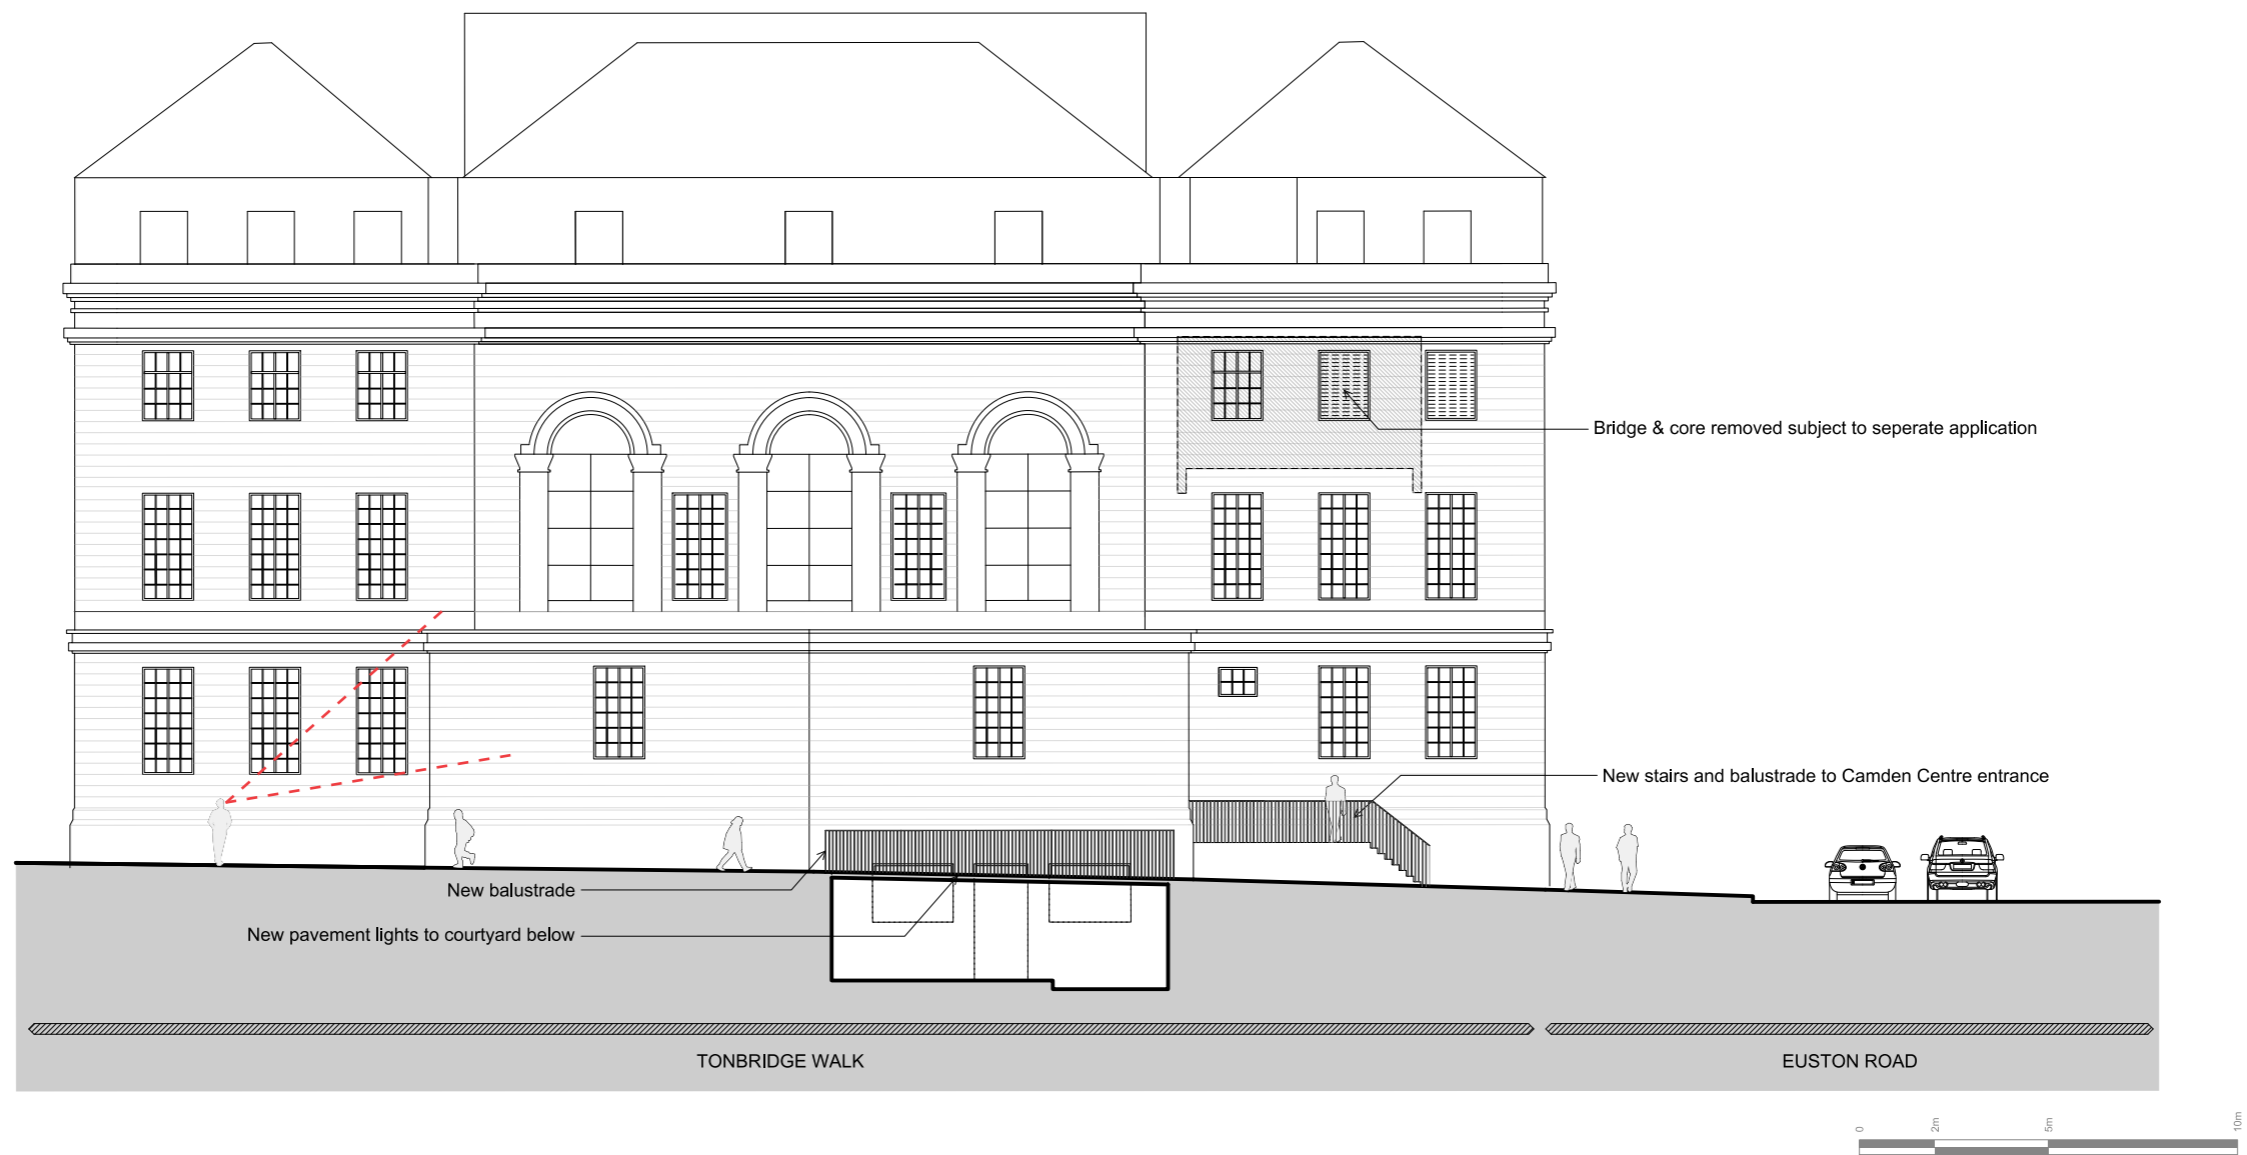 Bridge & core removed subject to seperate application
New stairs and balustrade to Camden Centre entrance
New balustrade
New pavement lights to courtyard below
TONBRIDGE WALK
EUSTON ROAD
0
2m
5m
10m